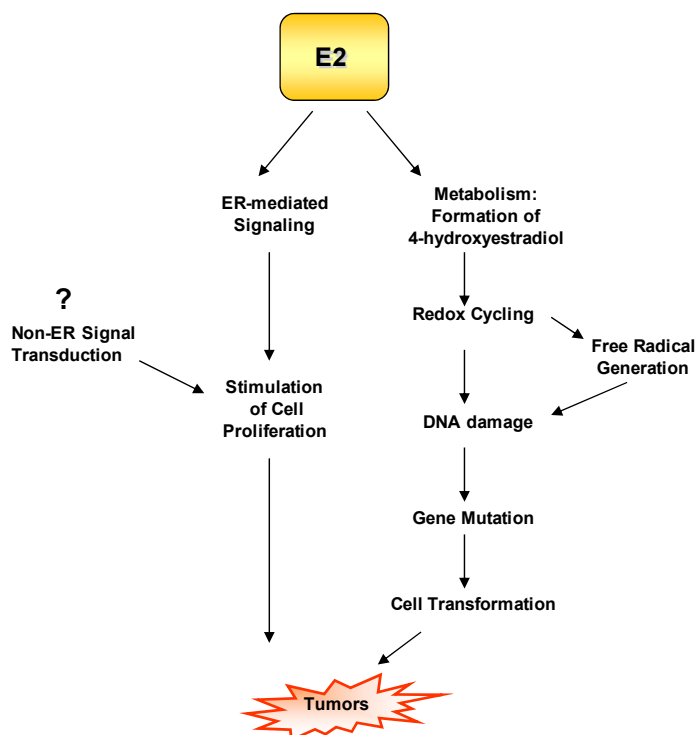 E2
ER-mediated
Signaling
Metabolism:
Formation of
4-hydroxyestradiol
?
Non-ER Signal
Transduction
Redox Cycling
Free Radical
Generation
Stimulation
of Cell
Proliferation
DNA damage
Gene Mutation
Cell Transformation
Tumors